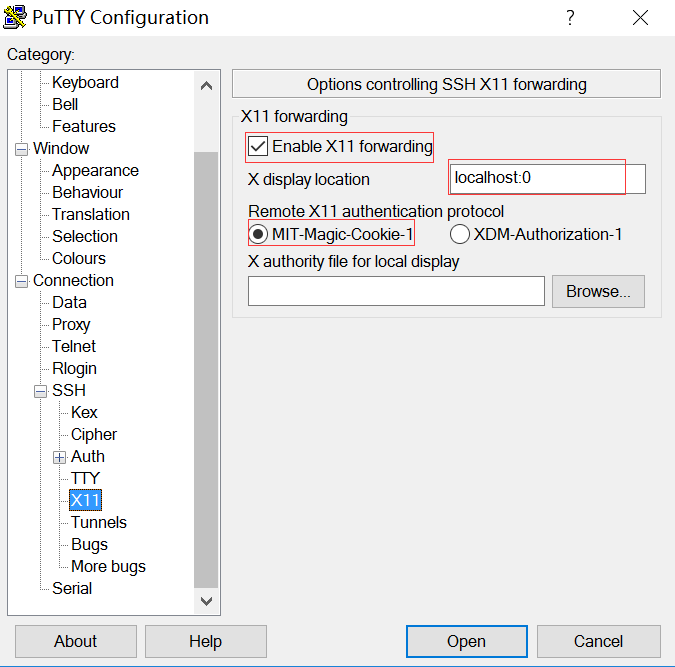 PuTTY Configuration
?
Category:
Keyboard
Bell
Features
Window
Appearance
Behaviour
Translation
Selection
Colours
Connection
Data
Proxy
Telnet
Rlogin
SSH
Kex
Cipher
Auth
TTY
X11
Tunnels
Bugs
More bugs
Serial
Options controlling SSH X11 forwarding
X11 forwarding
Enable X11 forwarding
X display location
localhost:0
Remote X11 authentication protocol
MIT-Magic-Cookie-1
XDM-Authorization-1
X authority file for local display
Browse...
About
Help
Open
Cancel